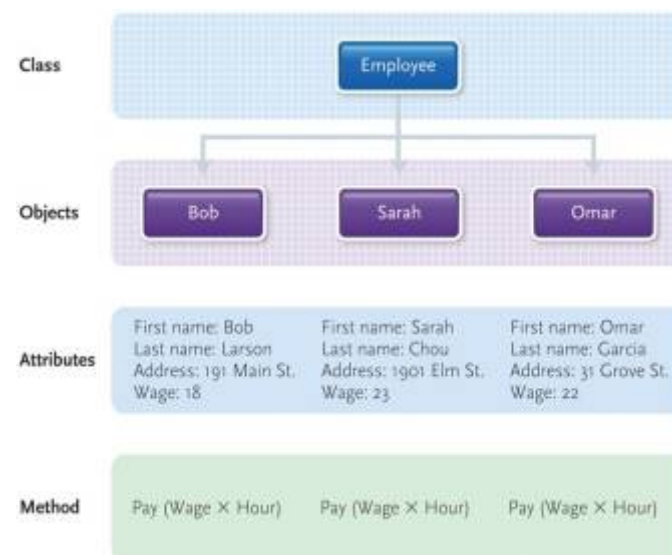 Class
Employee
Objects
Bob
Sarah
Omar
Attributes
First name: Bob
Last name: Larson
Address: 191 Main St.
Wage: 18
First name: Sarah
Last name: Chou
Address: 1901 Elm St.
Wage: 23
First name: Omar
Last name: Garcia
Address: 31 Grove St.
Wage: 22
Method
Pay (Wage × Hour)
Pay (Wage × Hour)
Pay (Wage × Hour)